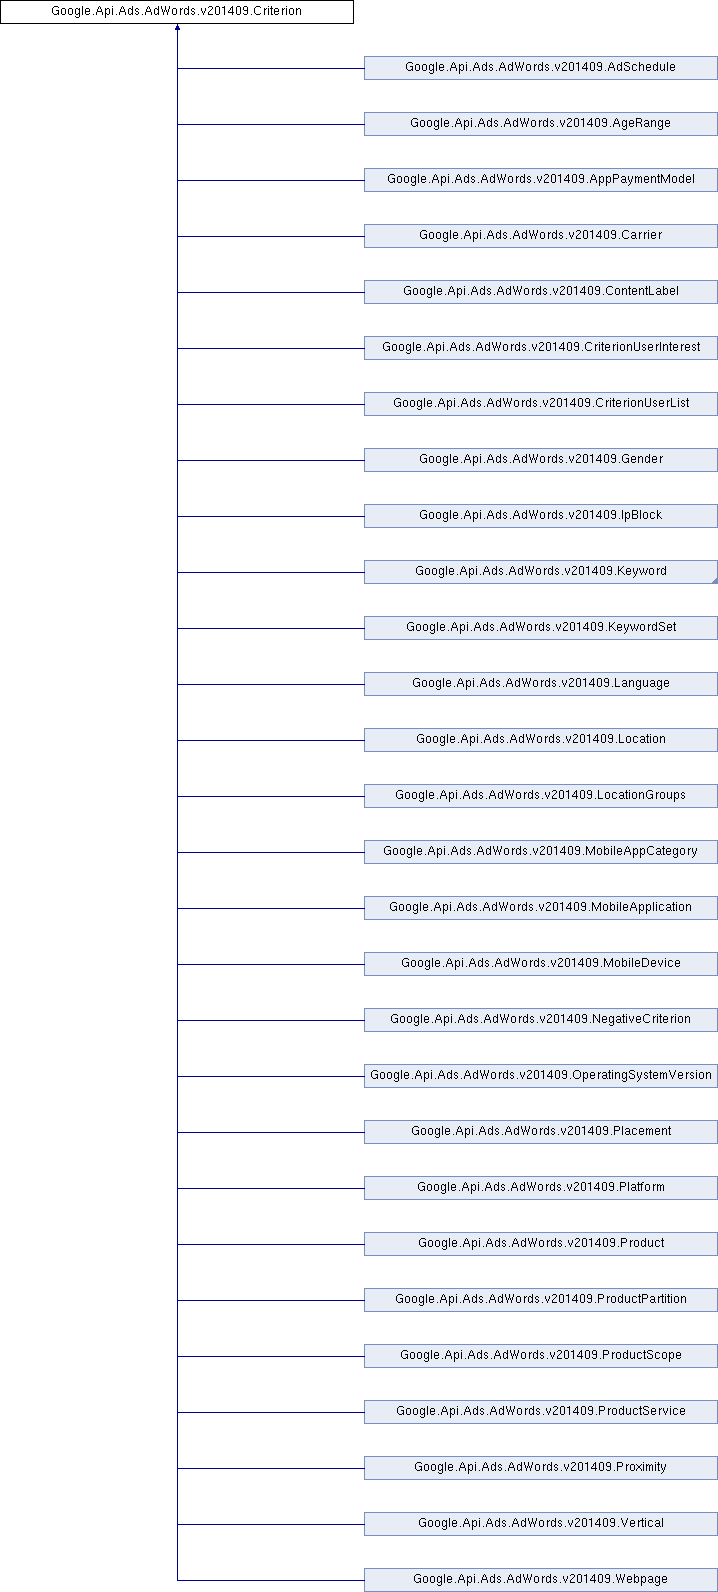 Google.Api.Ads.AdWords.v201409.Criterion
Google.Api.Ads.AdWords.v201409.AdSchedule
Google.Api.Ads.AdWords.v201409.AgeRange
Google.Api.Ads.AdWords.v201409.AppPaymentModel
Google.Api.Ads.AdWords.v201409.Carrier
Google.Api.Ads.AdWords.v201409.ContentLabel
Google.Api.Ads.AdWords.v201409.CriterionUserInterest
Google.Api.Ads.AdWords.v201409.CriterionUserList
Google.Api.Ads.AdWords.v201409.Gender
Google.Api.Ads.AdWords.v201409.IpBlock
Google.Api.Ads.AdWords.v201409.Keyword
Google.Api.Ads.AdWords.v201409.KeywordSet
Google.Api.Ads.AdWords.v201409.Language
Google.Api.Ads.AdWords.v201409.Location
Google.Api.Ads.AdWords.v201409.LocationGroups
Google.Api.Ads.AdWords.v201409.MobileAppCategory
Google.Api.Ads.AdWords.v201409.MobileApplication
Google.Api.Ads.AdWords.v201409.MobileDevice
Google.Api.Ads.AdWords.v201409.NegativeCriterion
Google.Api.Ads.AdWords.v201409.OperatingSystemVersion
Google.Api.Ads.AdWords.v201409.Placement
Google.Api.Ads.AdWords.v201409.Platform
Google.Api.Ads.AdWords.v201409.Product
Google.Api.Ads.AdWords.v201409.ProductPartition
Google.Api.Ads.AdWords.v201409.ProductScope
Google.Api.Ads.AdWords.v201409.ProductService
Google.Api.Ads.AdWords.v201409.Proximity
Google.Api.Ads.AdWords.v201409.Vertical
Google.Api.Ads.AdWords.v201409.Webpage